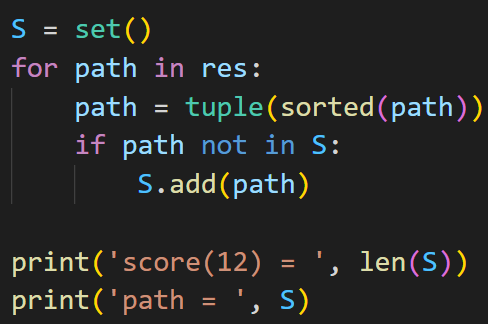 S = set()
for path in res:
    path = tuple(sorted(path))
    if path not in S:
        S.add(path)

print('score(12) = ', len(S))
print('path = ', S)